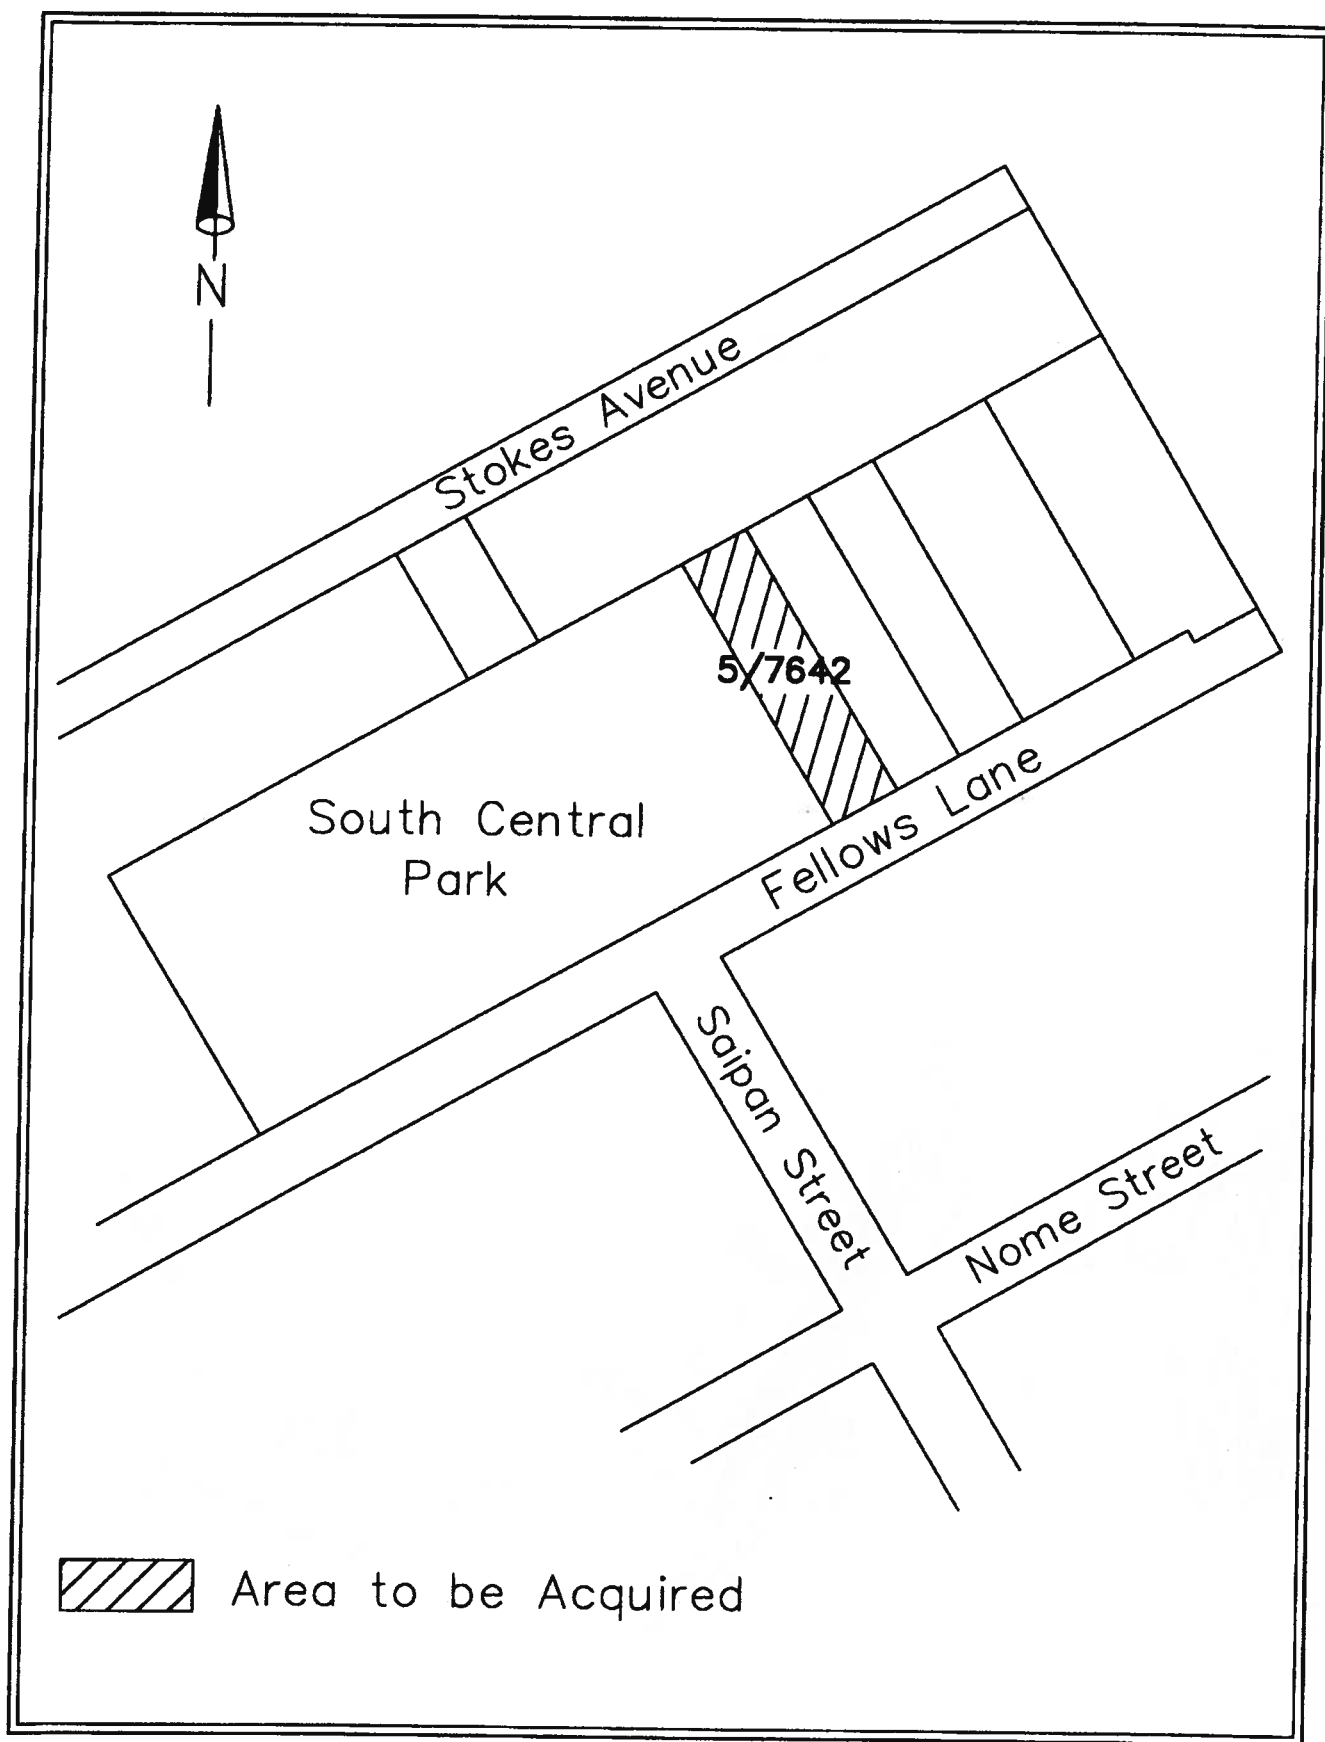 N
Stokes Avenue
5/7642
South Central
Park
Fellows Lane
Saipan Street
Nome Street
Area to be Acquired